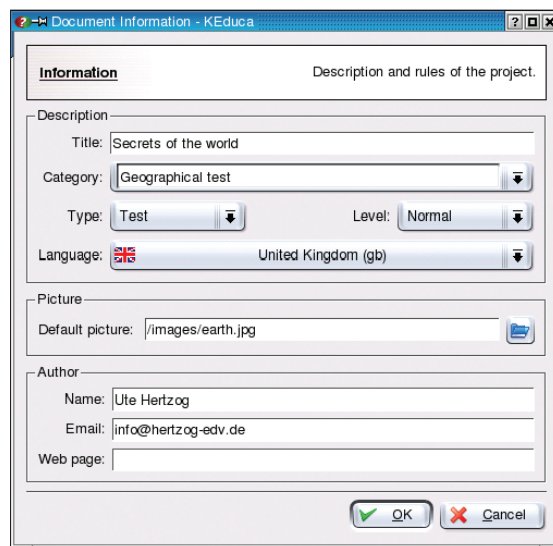 Document Information - KEduca
Information
Description and rules of the project.
Description
Title: Secrets of the world
Category: Geographical test
Type: Test Level: Normal
Language: United Kingdom (gb)
Picture
Default picture: /images/earth.jpg
Author
Name: Ute Hertzog
Email: info@hertzog-edv.de
Web page:
OK Cancel